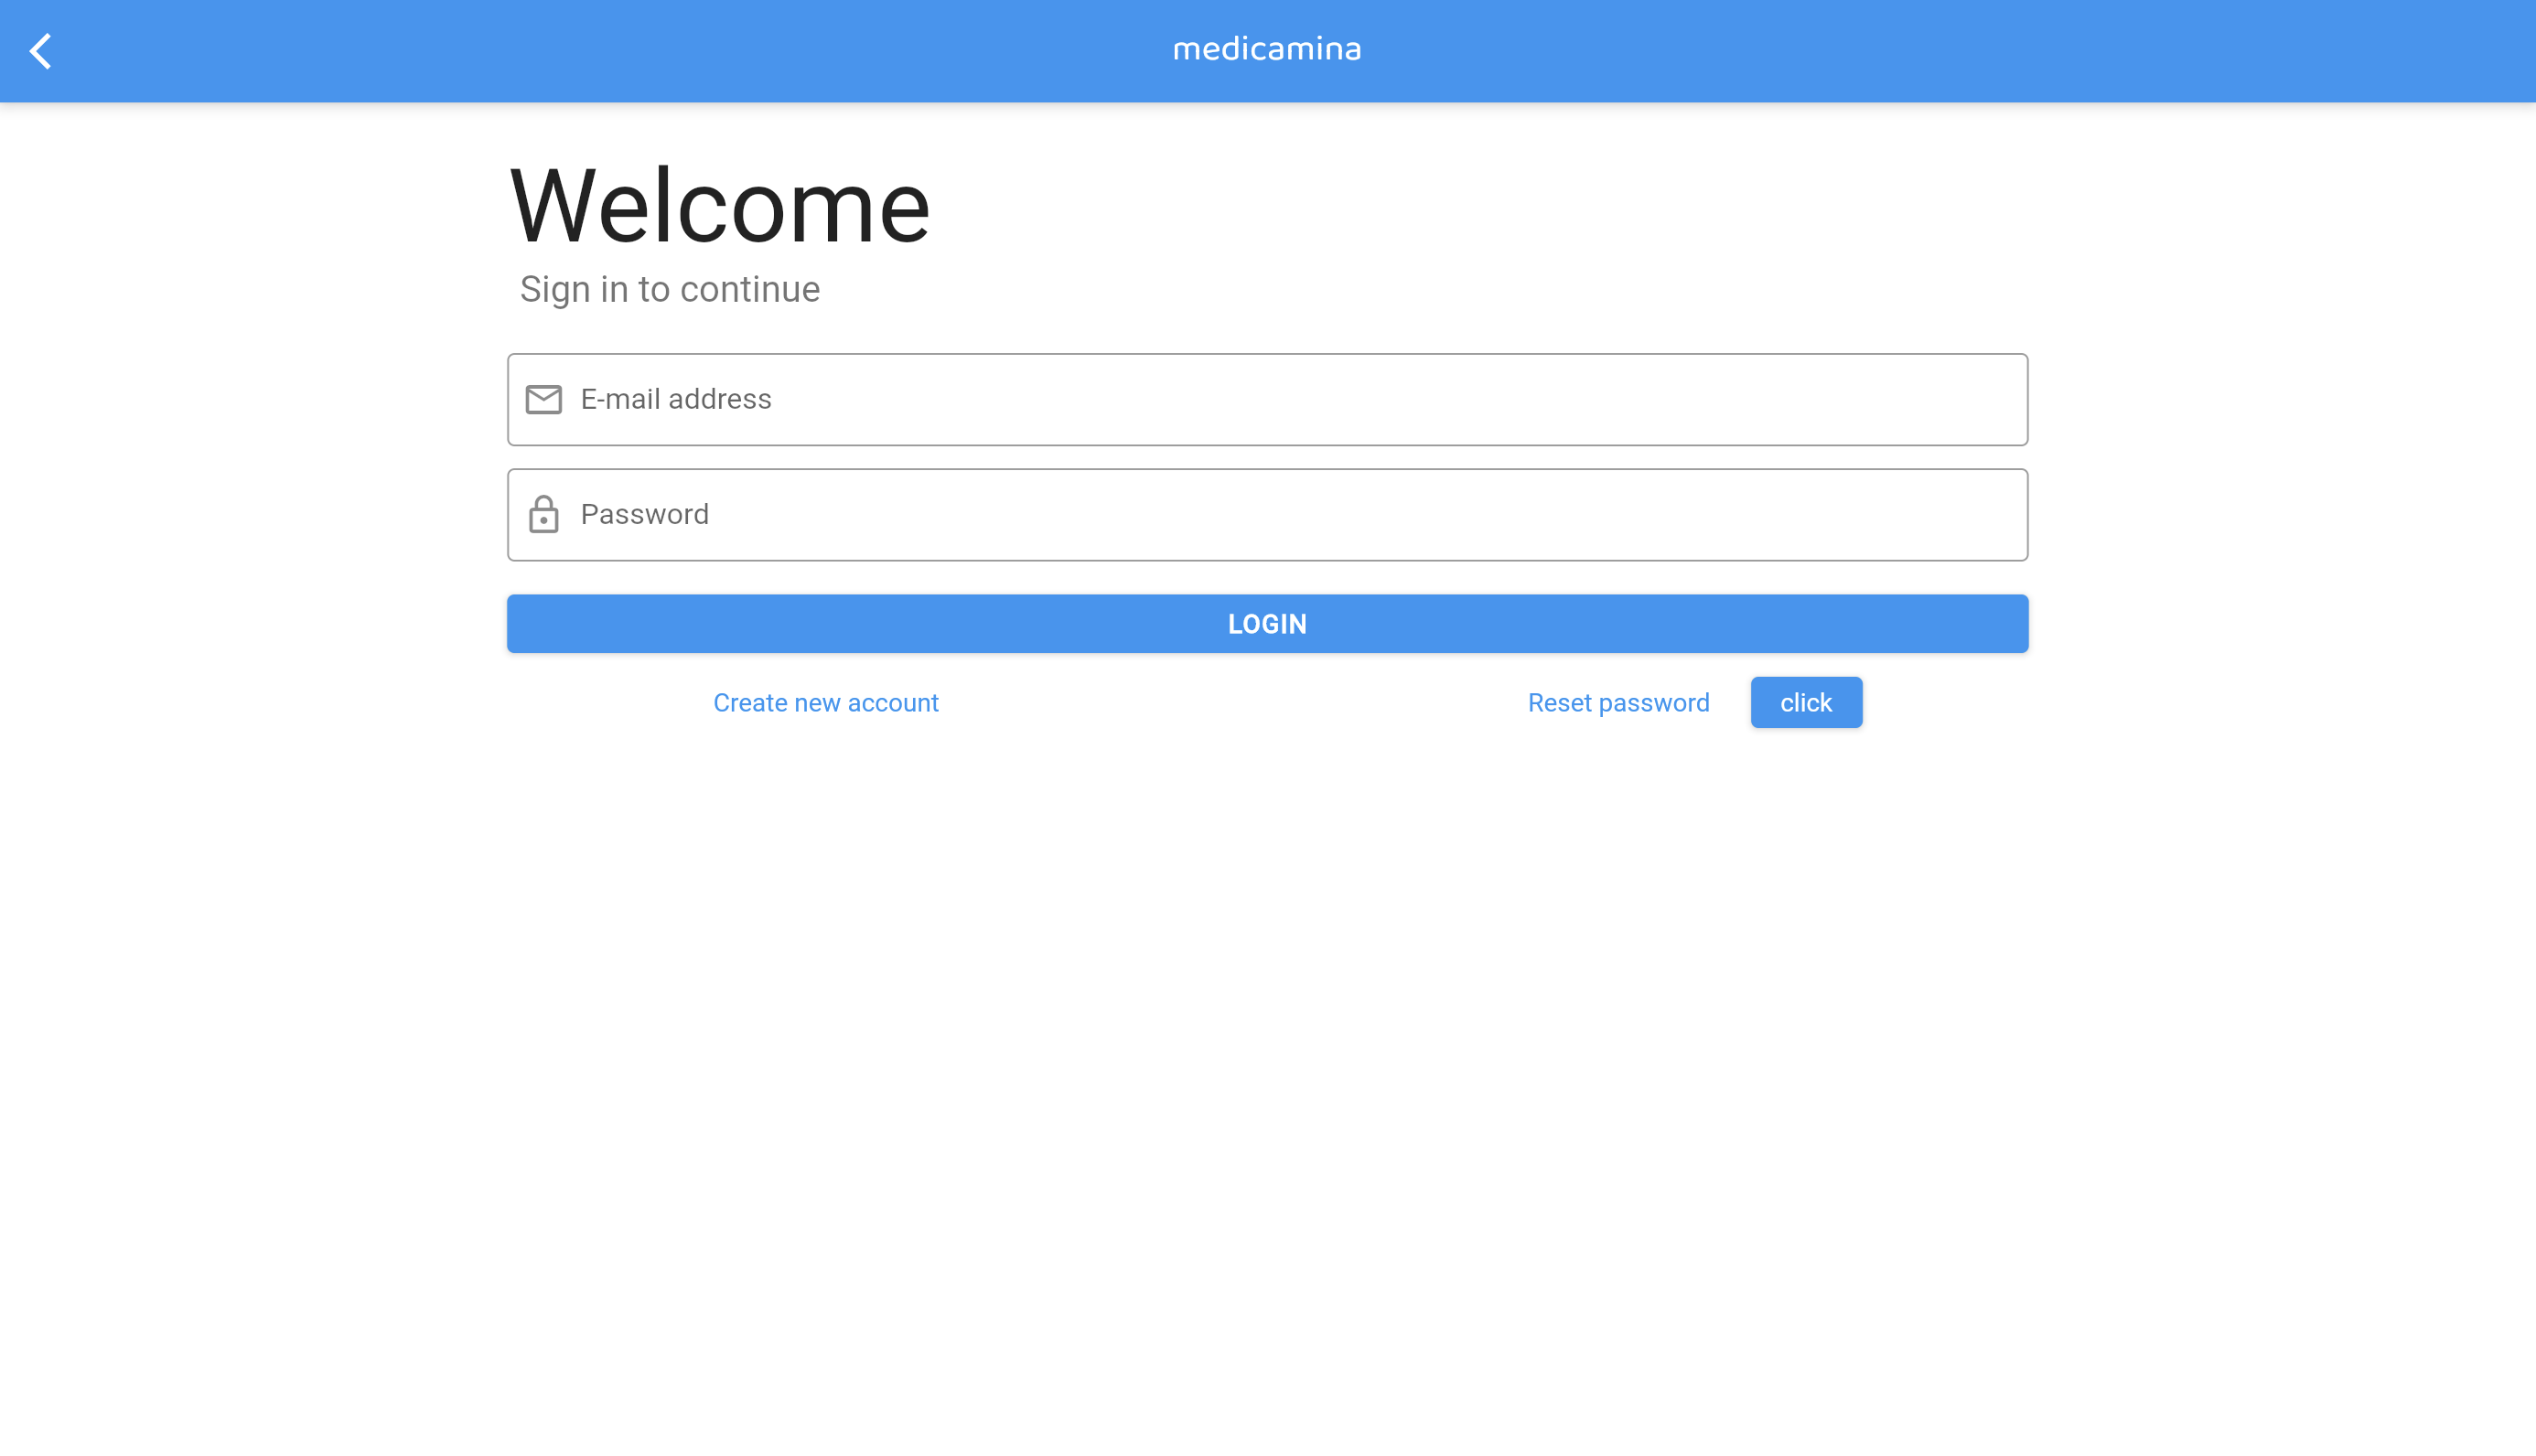 medicamina
Welcome
Sign in to continue
E-mail address
Password
LOGIN
Create new account
Reset password
click